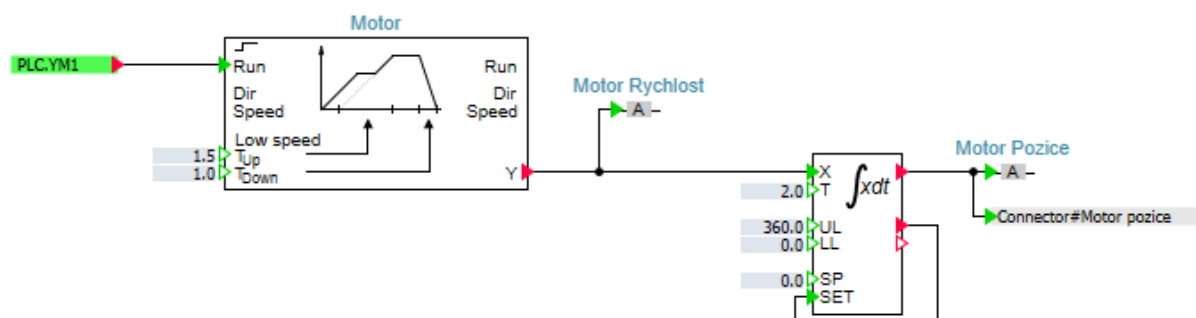 Motor
PLC.YM1
Run
Run
Dir
Dir
Speed
Speed
Low speed
1.5
TUp
1.0
TDown
Y
Motor Rychlost
A
X
∫xdt
2.0
T
360.0
UL
0.0
LL
0.0
SP
SET
Motor Pozice
A
Connector#Motor pozice